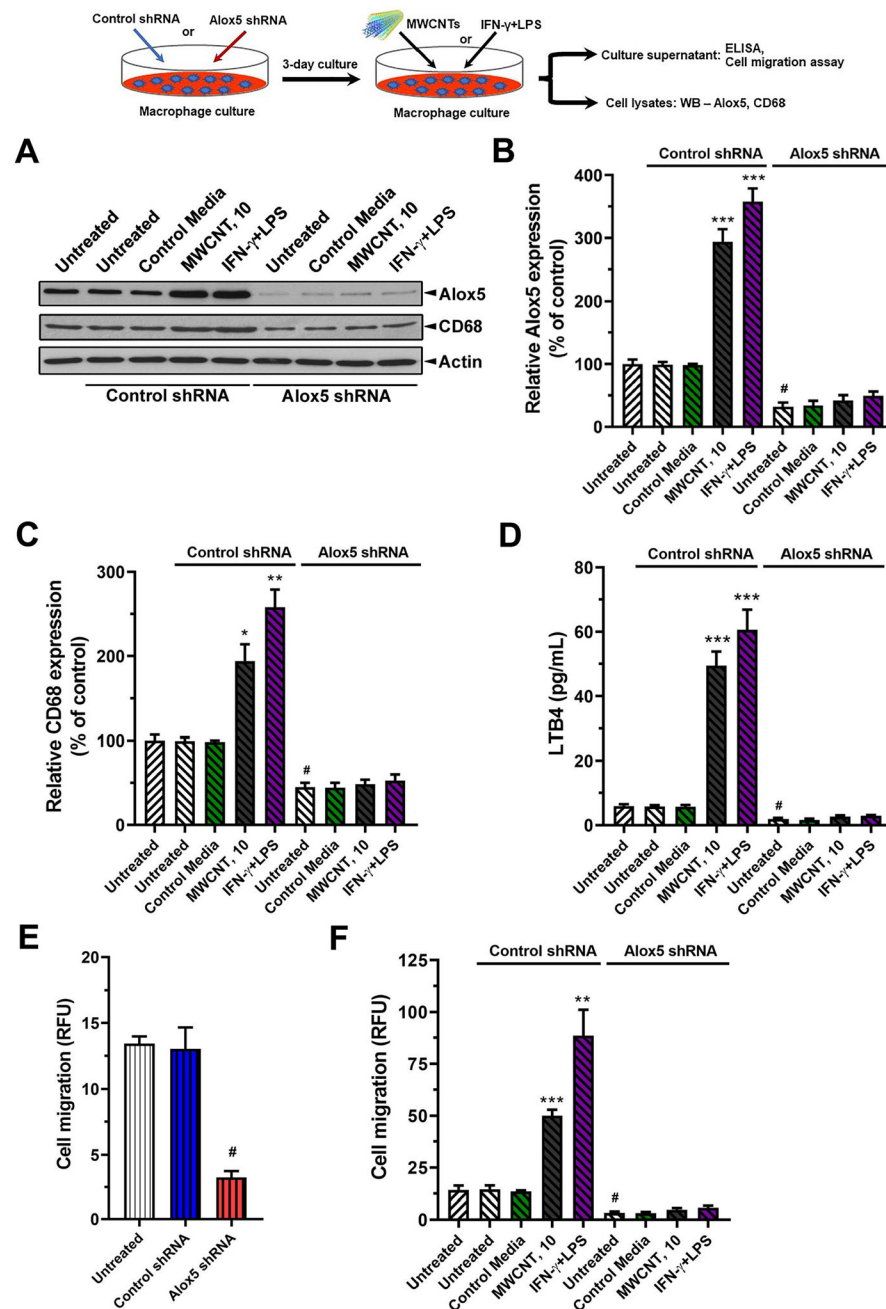 Control shRNA or Alox5 shRNA
3-day culture
Macrophage culture
MWCNTs or IFN-γ+LPS
Macrophage culture
Culture supernatant: ELISA,
Cell migration assay
Cell lysates: WB – Alox5, CD68
A
Untreated
Untreated
Control Media
MWCNT, 10
IFN-γ+LPS
Untreated
Control Media
MWCNT, 10
IFN-γ+LPS
Alox5
CD68
Actin
Control shRNA
Alox5 shRNA
B
Control shRNA
Alox5 shRNA
Relative Alox5 expression
(% of control)
400
350
300
250
200
150
100
50
0
***
***
#
Untreated
Untreated
Control Media
MWCNT, 10
IFN-γ+LPS
Untreated
Control Media
MWCNT, 10
IFN-γ+LPS
C
Control shRNA
Alox5 shRNA
Relative CD68 expression
(% of control)
300
250
200
150
100
50
0
*
**
#
Untreated
Untreated
Control Media
MWCNT, 10
IFN-γ+LPS
Untreated
Control Media
MWCNT, 10
IFN-γ+LPS
D
Control shRNA
Alox5 shRNA
LTB4 (pg/mL)
80
60
40
20
0
***
***
#
Untreated
Untreated
Control Media
MWCNT, 10
IFN-γ+LPS
Untreated
Control Media
MWCNT, 10
IFN-γ+LPS
E
Cell migration (RFU)
20
15
13
10
5
3
0
#
Untreated
Control shRNA
Alox5 shRNA
F
Control shRNA
Alox5 shRNA
Cell migration (RFU)
125
100
75
50
25
0
***
**
#
Untreated
Untreated
Control Media
MWCNT, 10
IFN-γ+LPS
Untreated
Control Media
MWCNT, 10
IFN-γ+LPS